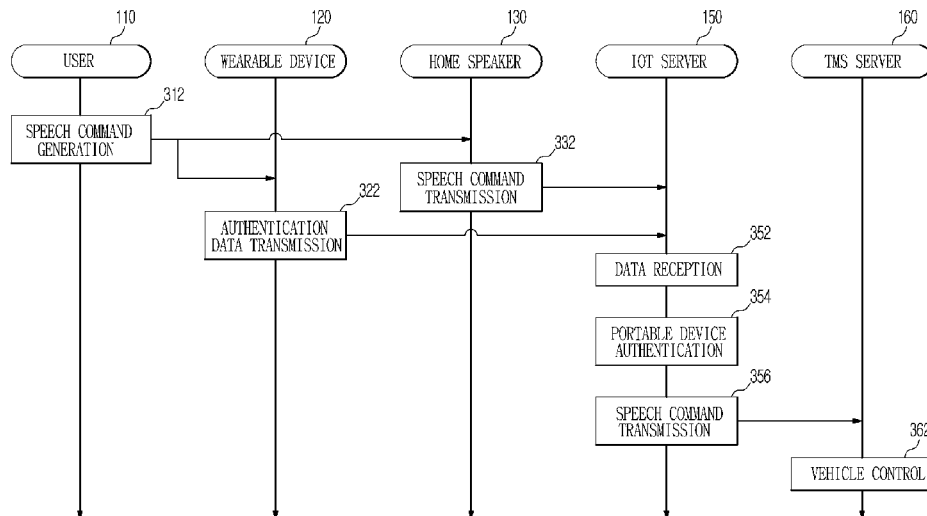 110
120
130
150
160
USER
WEARABLE DEVICE
HOME SPEAKER
IOT SERVER
TMS SERVER
312
SPEECH COMMAND
GENERATION
332
SPEECH COMMAND
TRANSMISSION
322
AUTHENTICATION
DATA TRANSMISSION
352
DATA RECEPTION
354
PORTABLE DEVICE
AUTHENTICATION
356
SPEECH COMMAND
TRANSMISSION
362
VEHICLE CONTROL